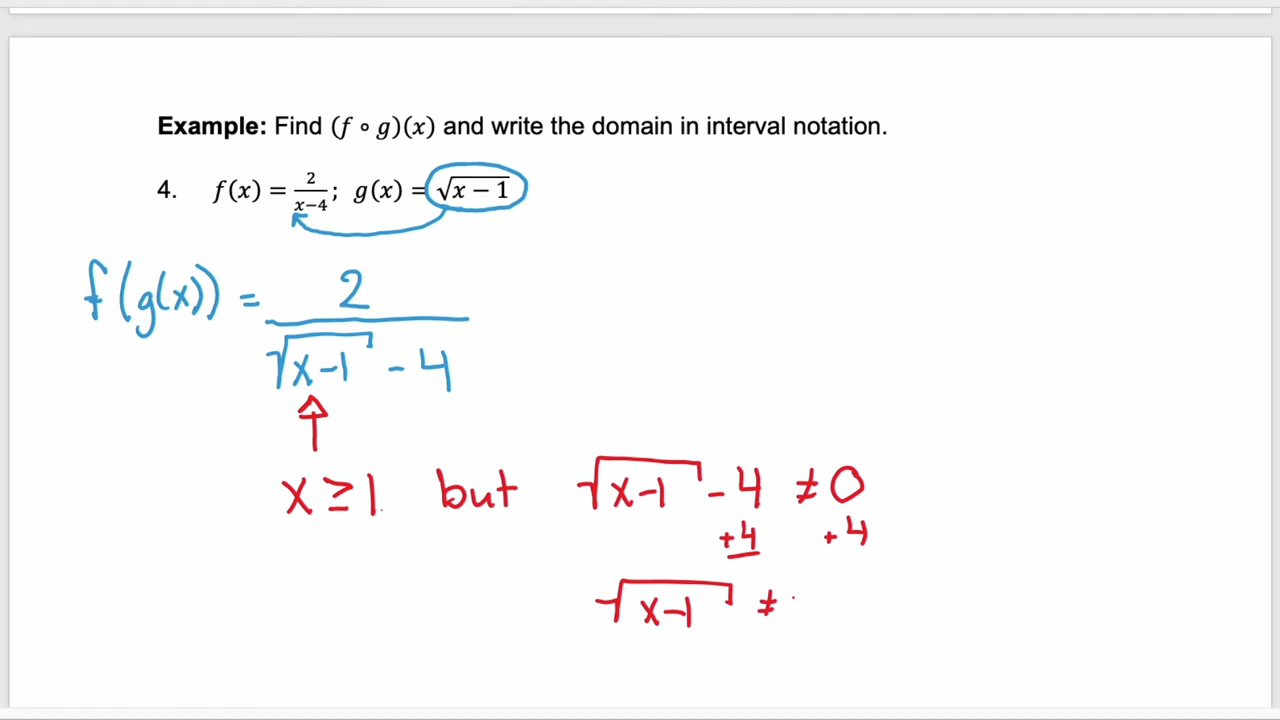 Example: Find (f ∘ g)(x) and write the domain in interval notation.
4. f(x) = 2/(x−4); g(x) = √(x − 1)
f(g(x)) = 2/(√(x-1) - 4)
x ≥ 1 but √(x-1) - 4 ≠ 0
+4 +4
√(x-1) ≠